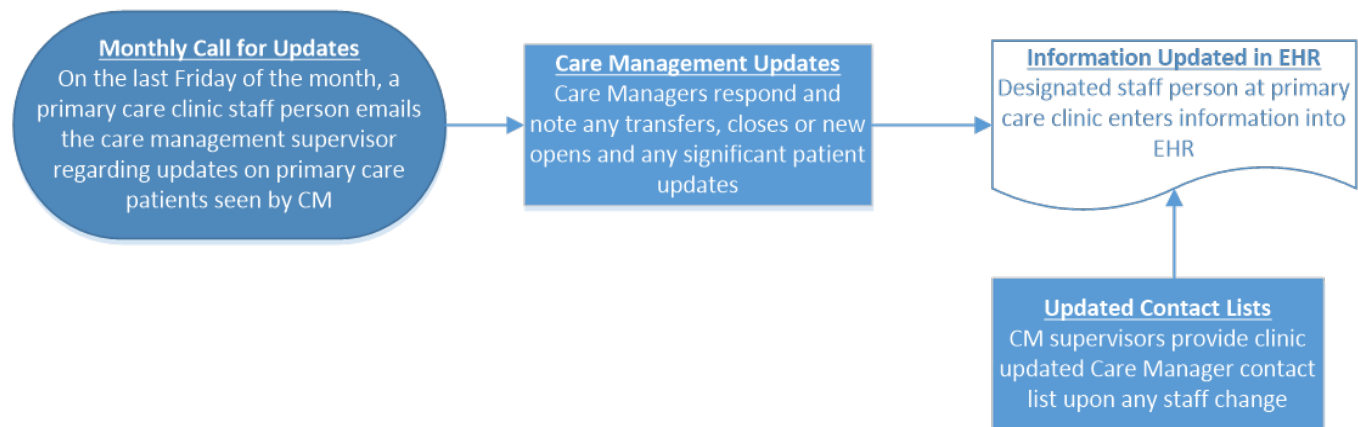 Monthly Call for Updates
On the last Friday of the month, a
primary care clinic staff person emails
the care management supervisor
regarding updates on primary care
patients seen by CM
Care Management Updates
Care Managers respond and
note any transfers, closes or new
opens and any significant patient
updates
Information Updated in EHR
Designated staff person at primary
care clinic enters information into
EHR
Updated Contact Lists
CM supervisors provide clinic
updated Care Manager contact
list upon any staff change